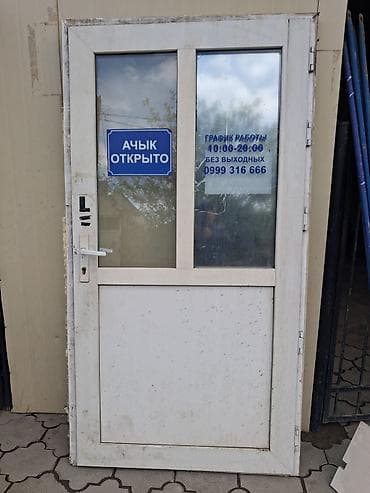 АЧЫК
ОТКРЫТО
ГРАФИК РАБОТЫ
10:00-20:00
БЕЗ ВЫХОДНЫХ
0999 316 666